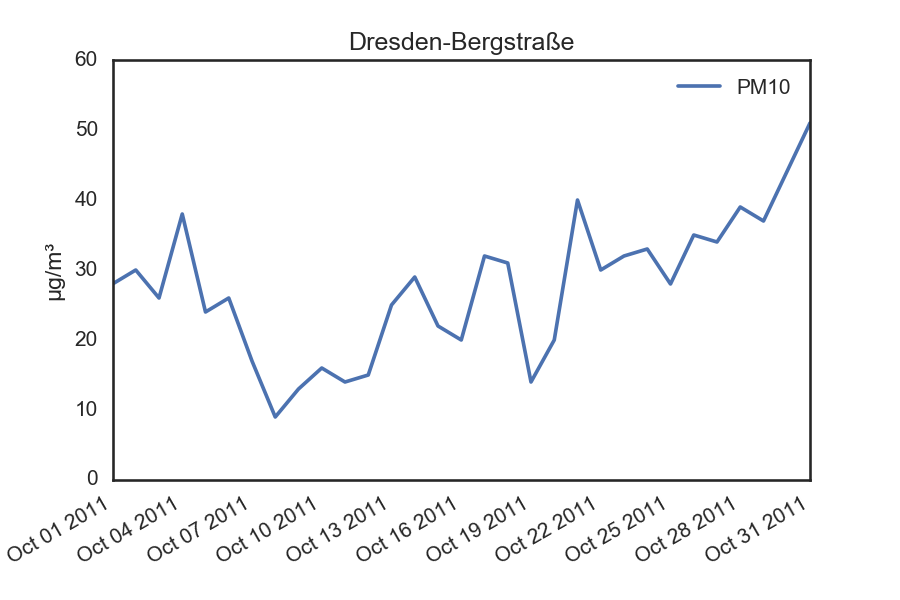 Dresden-Bergstraße
60
50
40
30
20
10
0
µg/m³
PM10
Oct 01 2011
Oct 04 2011
Oct 07 2011
Oct 10 2011
Oct 13 2011
Oct 16 2011
Oct 19 2011
Oct 22 2011
Oct 25 2011
Oct 28 2011
Oct 31 2011